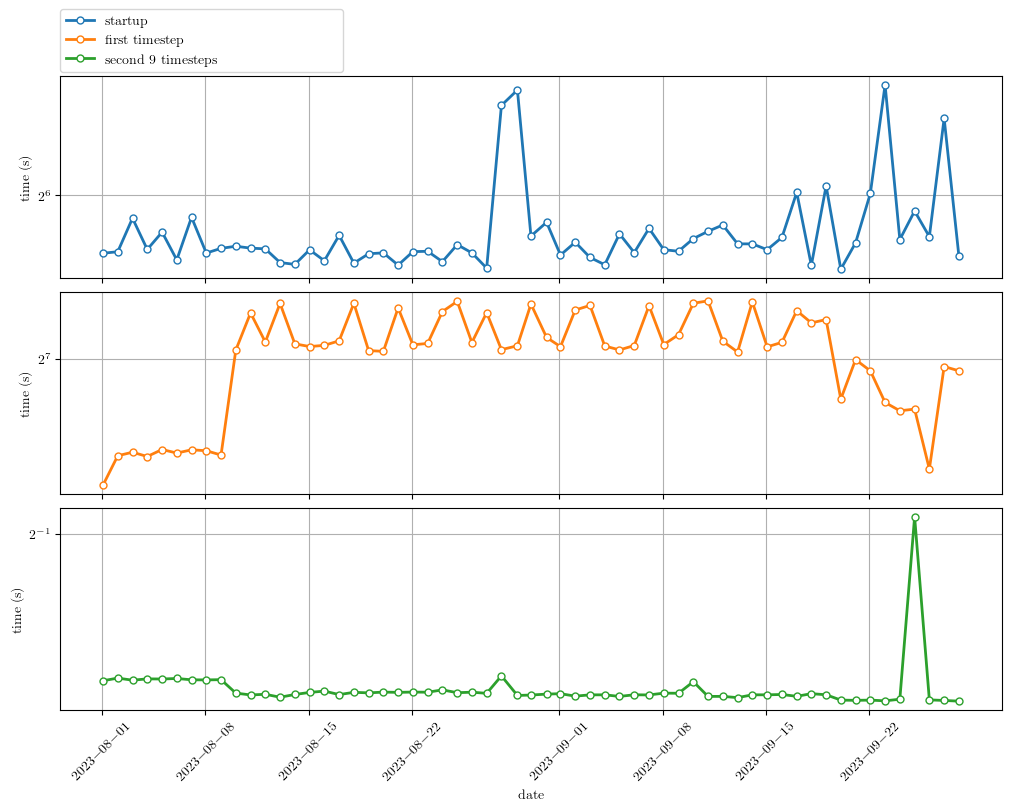 startup
first timestep
second 9 timesteps
time (s)
2^6
time (s)
2^7
time (s)
2^−1
2023−08−01
2023−08−08
2023−08−15
2023−08−22
2023−09−01
2023−09−08
2023−09−15
2023−09−22
date